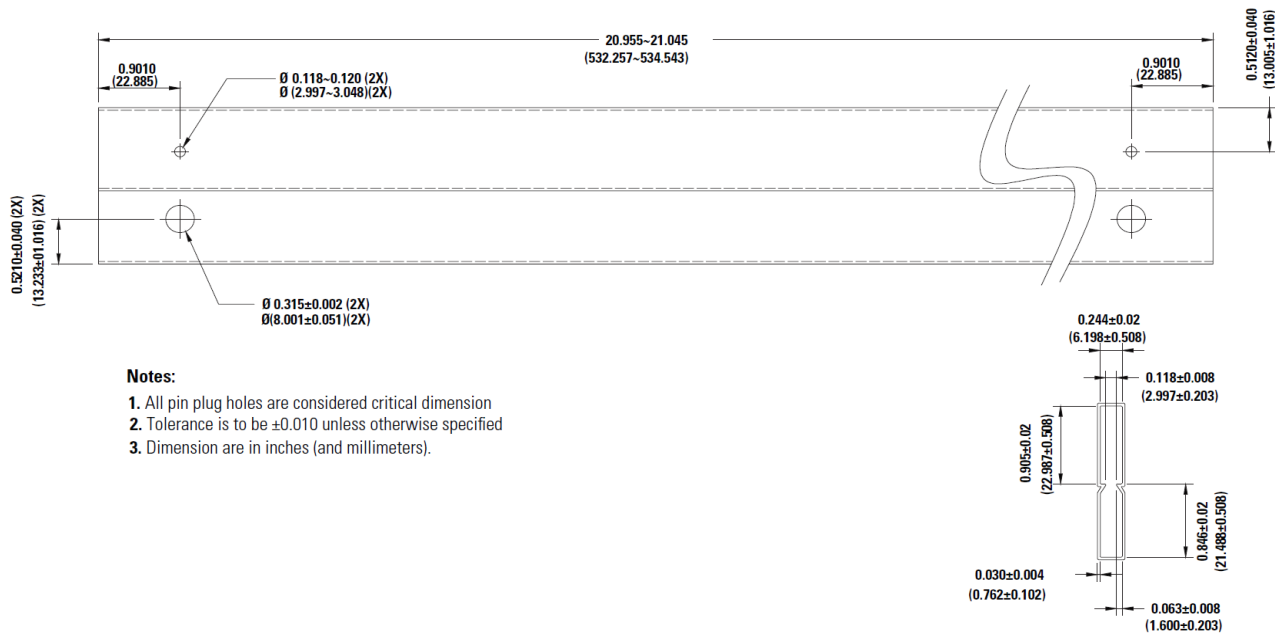 20.955~21.045
(532.257~534.543)
0.9010
(22.885)
Ø 0.118~0.120 (2X)
Ø (2.997~3.048)(2X)
0.9010
(22.885)
0.5120±0.040
(13.005±1.016)
0.5210±0.040 (2X)
(13.233±01.016) (2X)
Ø 0.315±0.002 (2X)
Ø(8.001±0.051)(2X)
Notes:
1. All pin plug holes are considered critical dimension
2. Tolerance is to be ±0.010 unless otherwise specified
3. Dimension are in inches (and millimeters).
0.244±0.02
(6.198±0.508)
0.118±0.008
(2.997±0.203)
0.905±0.02
(22.987±0.508)
0.846±0.02
(21.488±0.508)
0.030±0.004
(0.762±0.102)
0.063±0.008
(1.600±0.203)